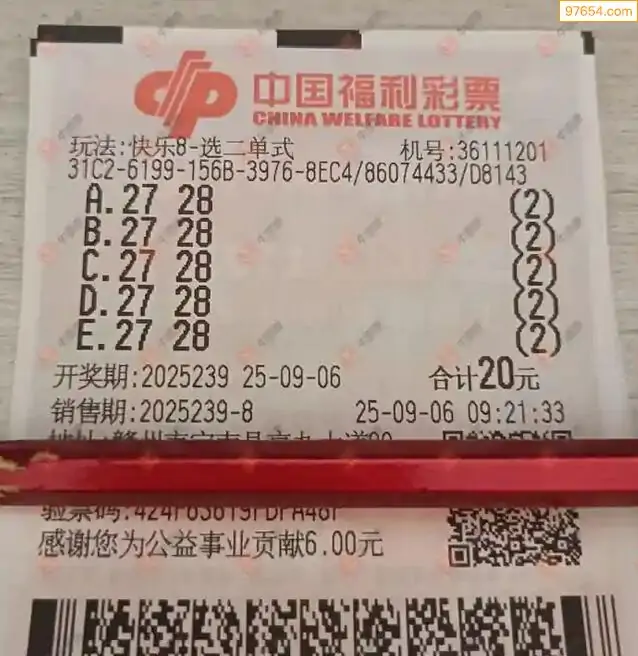 97654.com
中国福利彩票
CHINA WELFARE LOTTERY
玩法:快乐8-选二单式 机号:36111201
31C2-6199-156B-3976-8EC4/86074433/D8143
A.27 28 (2)
B.27 28 (2)
C.27 28 (2)
D.27 28 (2)
E.27 28 (2)
开奖期:2025239 25-09-06 合计20元
销售期:2025239-8 25-09-06 09:21:33
感谢您为公益事业贡献6.00元